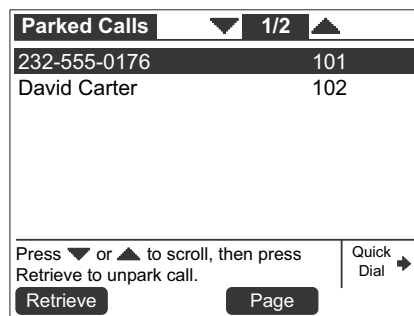 Parked Calls 1/2
232-555-0176 101
David Carter 102
Press ▼ or ▲ to scroll, then press Quick
Retrieve to unpark call. Dial
Retrieve Page